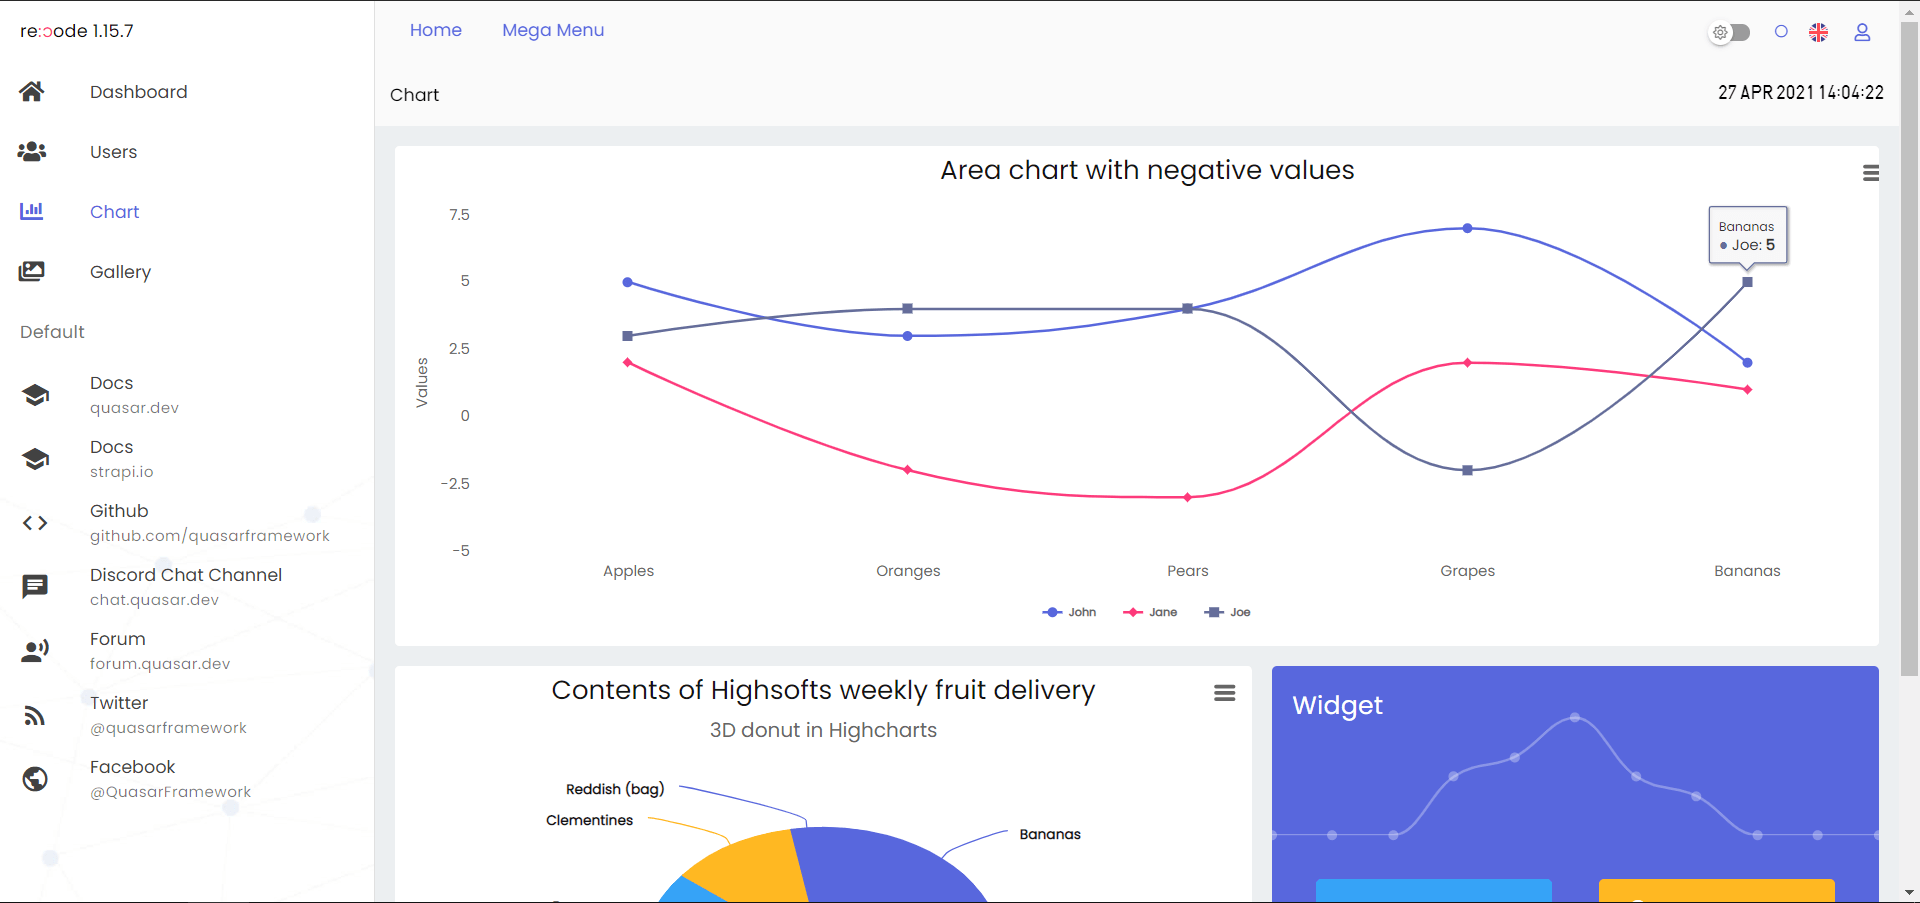 re:ɔode 1.15.7
Home Mega Menu
Dashboard
Users
Chart
Gallery
Default
Docs
quasar.dev
Docs
strapi.io
Github
github.com/quasarframework
Discord Chat Channel
chat.quasar.dev
Forum
forum.quasar.dev
Twitter
@quasarframework
Facebook
@QuasarFramework
Chart
27 APR 2021 14:04:22
Area chart with negative values
Values
7.5
5
2.5
0
−2.5
−5
Bananas
● Joe: 5
Apples Oranges Pears Grapes Bananas
John Jane Joe
Contents of Highsofts weekly fruit delivery
3D donut in Highcharts
Reddish (bag)
Clementines
Bananas
Widget